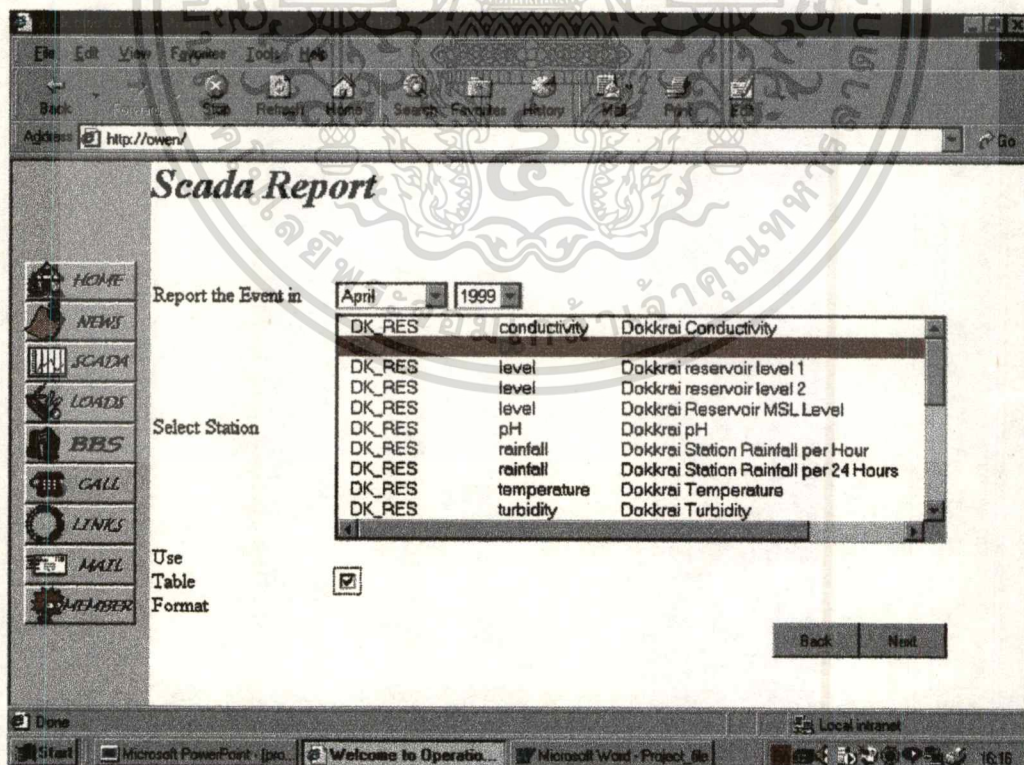 File Edit View Favorites Tools Help
Back Forward Stop Refresh Home Search Favorites History Mail Print Edit
Address http://owen/ Go
Scada Report
HOME
NEWS
SCADA
LOADS
BBS
CALL
LINKS
MAIL
MEMBER
Report the Event in April 1999
Select Station
DK_RES conductivity Dokkrai Conductivity
DK_RES level Dokkrai reservoir level 1
DK_RES level Dokkrai reservoir level 2
DK_RES level Dokkrai Reservoir MSL Level
DK_RES pH Dokkrai pH
DK_RES rainfall Dokkrai Station Rainfall per Hour
DK_RES rainfall Dokkrai Station Rainfall per 24 Hours
DK_RES temperature Dokkrai Temperature
DK_RES turbidity Dokkrai Turbidity
Use
Table
Format
Back Next
Done Local intranet
Start Microsoft PowerPoint - [pro... Welcome to Operatio... Microsoft Word - Project_file 16:16